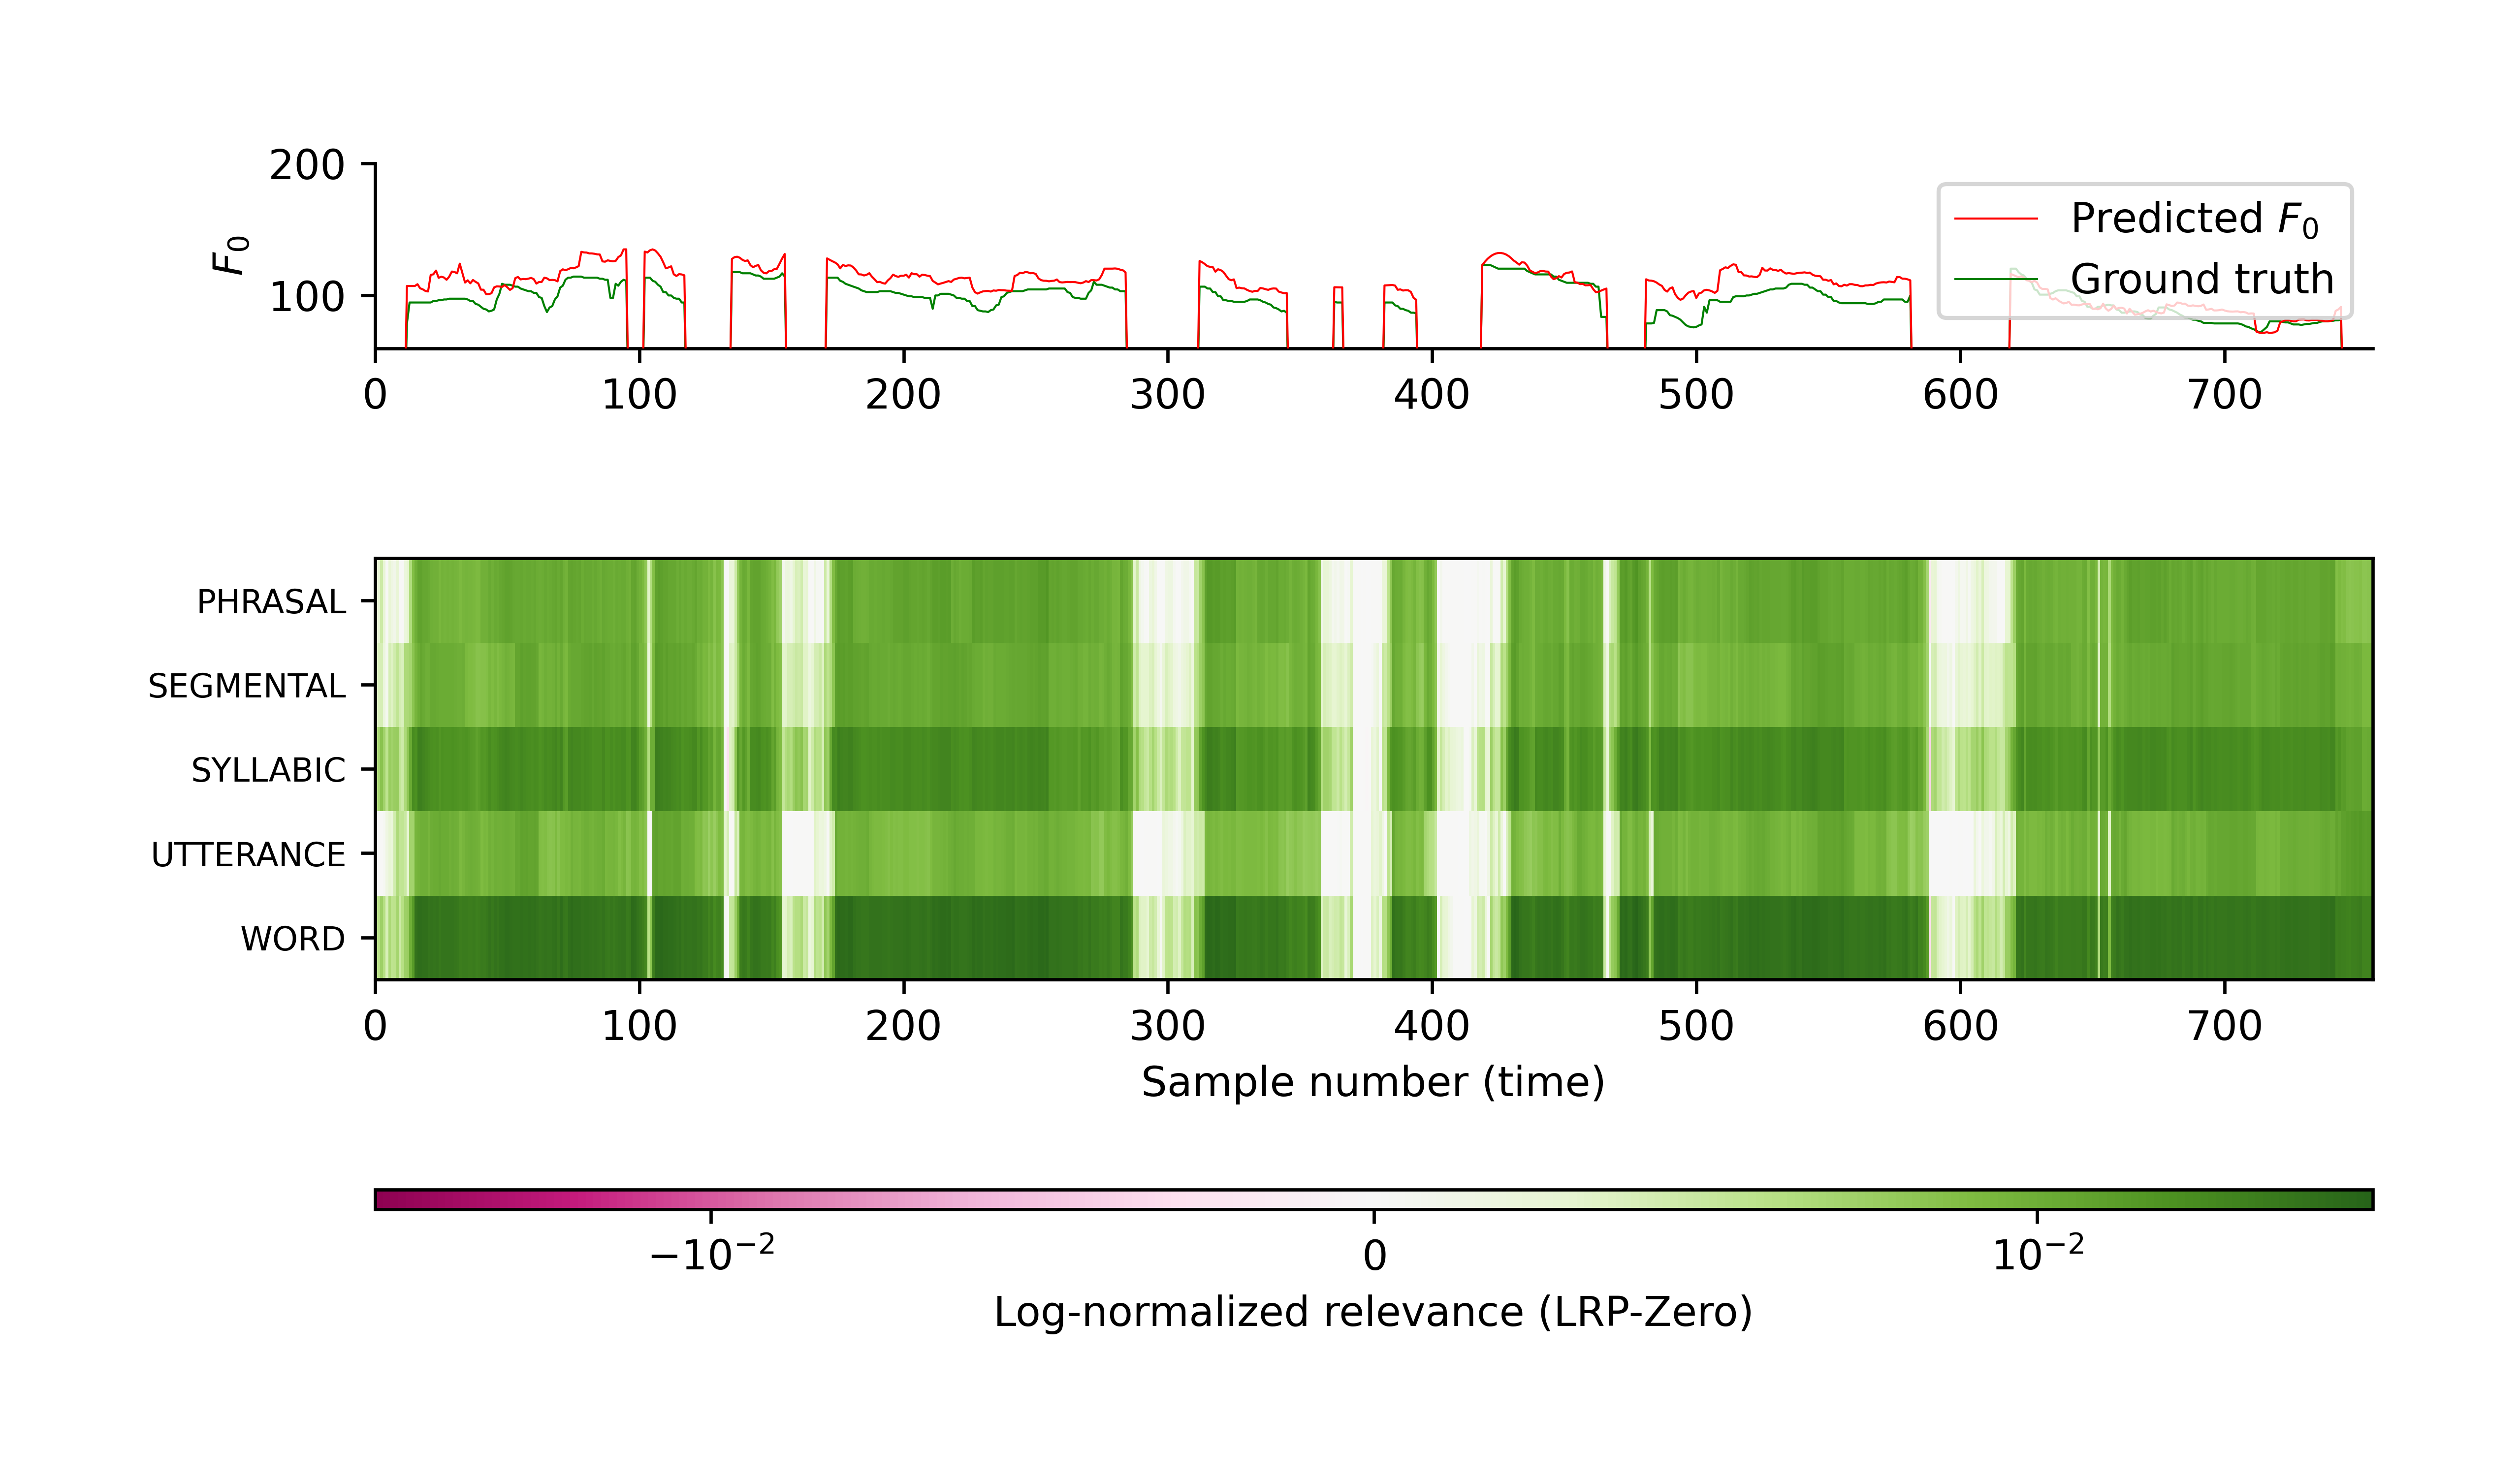 200
100
F₀
Predicted F₀
Ground truth
0 100 200 300 400 500 600 700
PHRASAL
SEGMENTAL
SYLLABIC
UTTERANCE
WORD
0 100 200 300 400 500 600 700
Sample number (time)
−10⁻² 0 10⁻²
Log-normalized relevance (LRP-Zero)